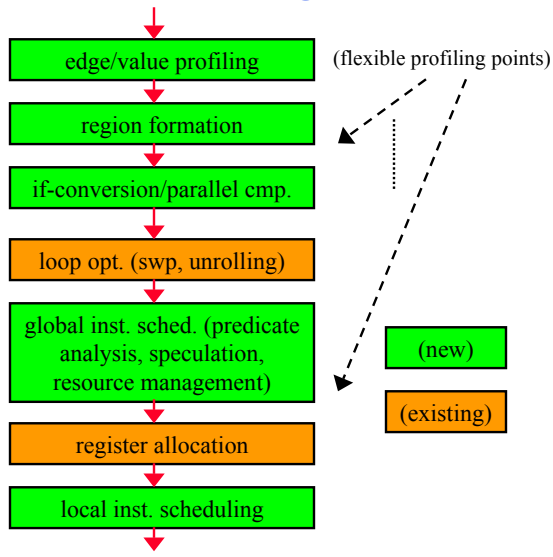 edge/value profiling
(flexible profiling points)
region formation
if-conversion/parallel cmp.
loop opt. (swp, unrolling)
global inst. sched. (predicate
analysis, speculation,
resource management)
(new)
(existing)
register allocation
local inst. scheduling